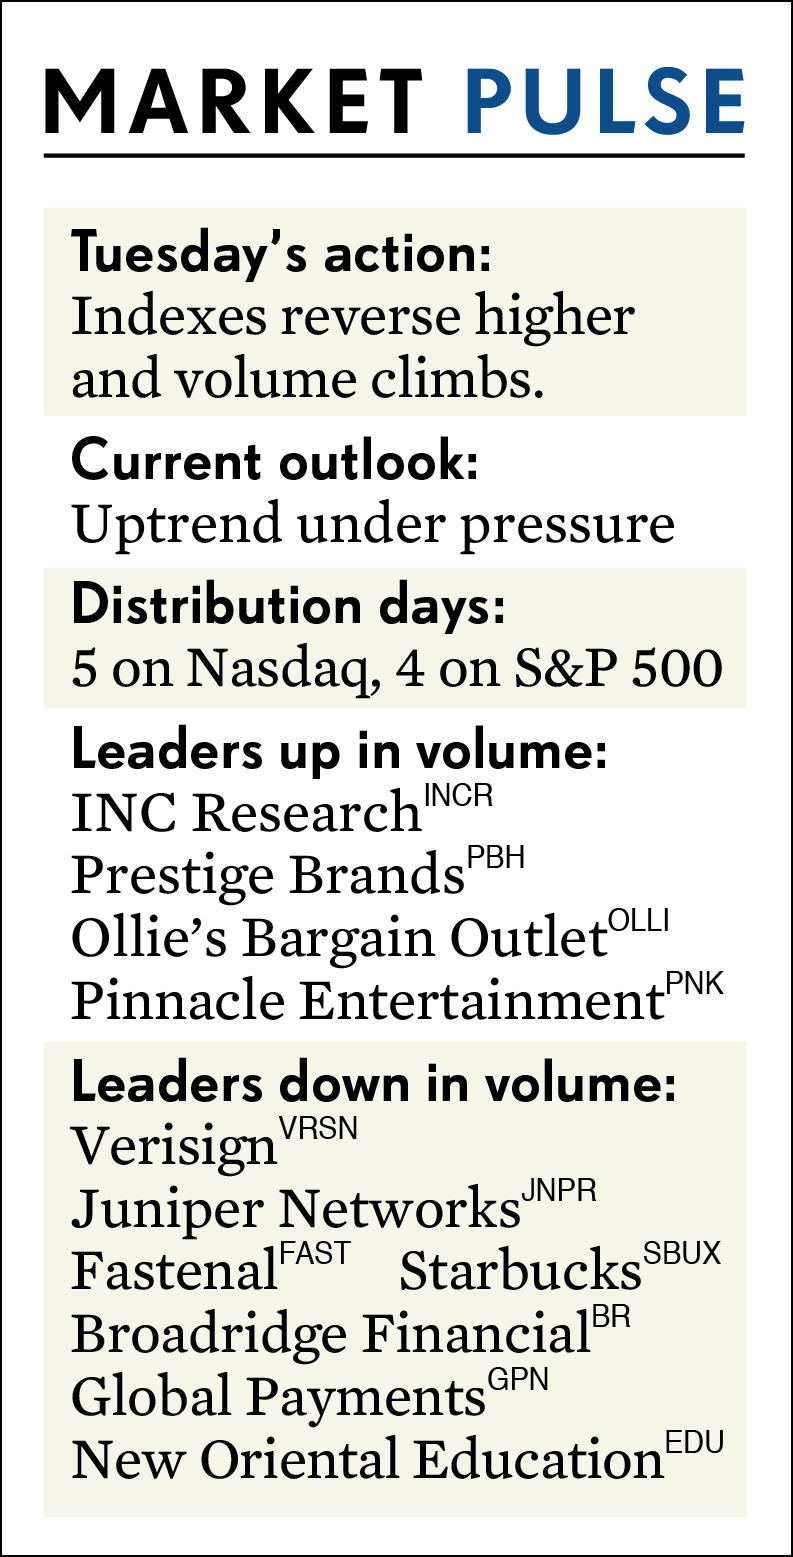 MARKET PULSE
Tuesday’s action:
Indexes reverse higher
and volume climbs.
Current outlook:
Uptrend under pressure
Distribution days:
5 on Nasdaq, 4 on S&P 500
Leaders up in volume:
INC Research INCR
Prestige Brands PBH
Ollie’s Bargain Outlet OLLI
Pinnacle Entertainment PNK
Leaders down in volume:
Verisign VRSN
Juniper Networks JNPR
Fastenal FAST Starbucks SBUX
Broadridge Financial BR
Global Payments GPN
New Oriental Education EDU